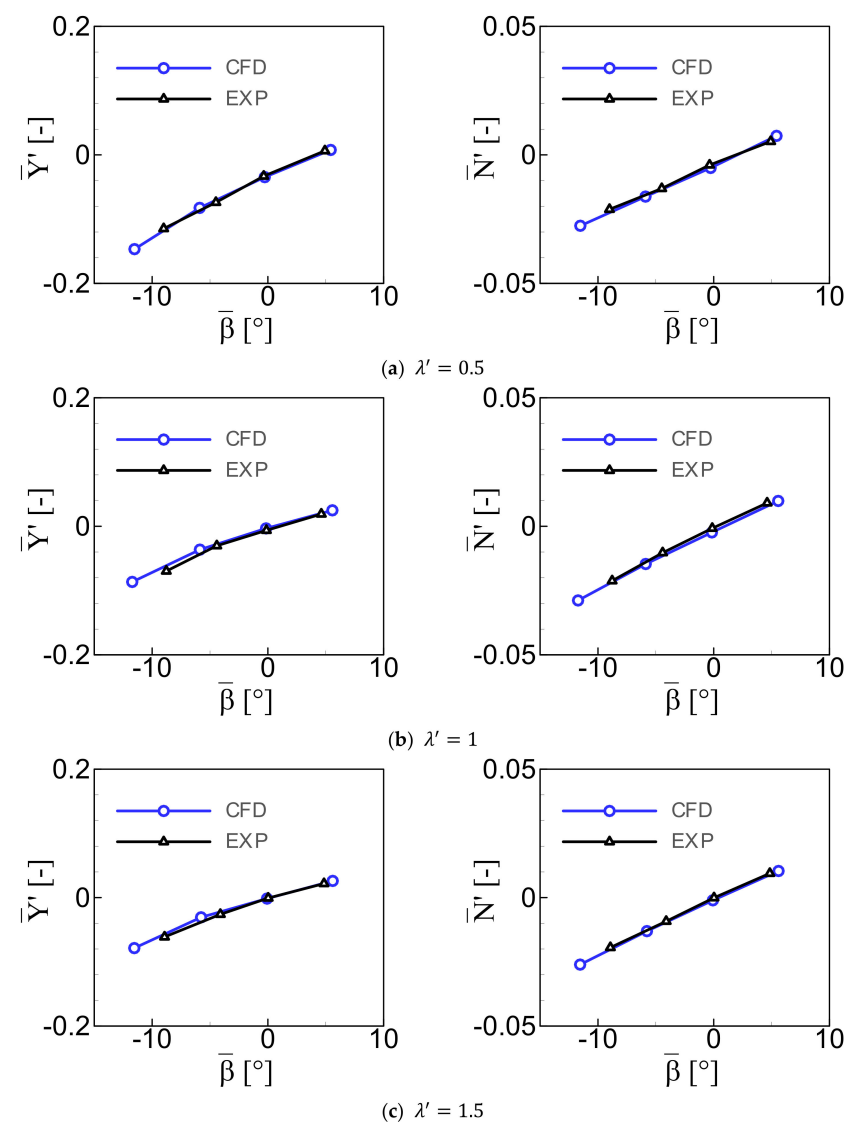 0.2
CFD
EXP
0
-0.2
Y̅' [-]
-10 0 10
β̅ [°]
0.05
CFD
EXP
0
-0.05
N̅' [-]
-10 0 10
β̅ [°]
(a) λ′ = 0.5
0.2
CFD
EXP
0
-0.2
Y̅' [-]
-10 0 10
β̅ [°]
0.05
CFD
EXP
0
-0.05
N̅' [-]
-10 0 10
β̅ [°]
(b) λ′ = 1
0.2
CFD
EXP
0
-0.2
Y̅' [-]
-10 0 10
β̅ [°]
0.05
CFD
EXP
0
-0.05
N̅' [-]
-10 0 10
β̅ [°]
(c) λ′ = 1.5